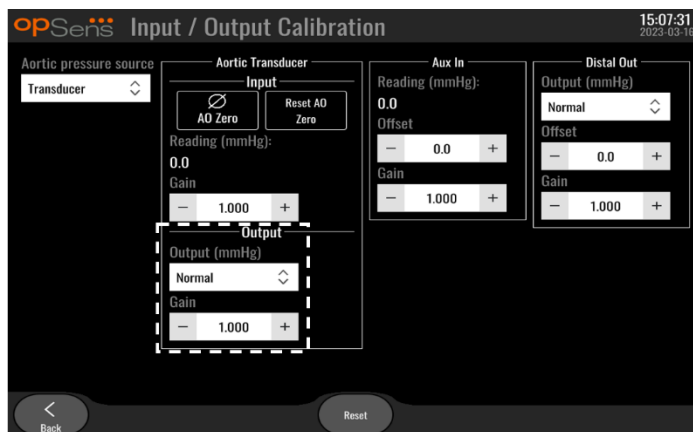 opSens Input / Output Calibration
15:07:31
2023-03-16
Aortic pressure source
Transducer
Aortic Transducer
Input
AO Zero
Reset AO
Zero
Reading (mmHg):
0.0
Gain
− 1.000 +
Output
Output (mmHg)
Normal
Gain
− 1.000 +
Aux In
Reading (mmHg):
0.0
Offset
− 0.0 +
Gain
− 1.000 +
Distal Out
Output (mmHg)
Normal
Offset
− 0.0 +
Gain
− 1.000 +
Back
Reset